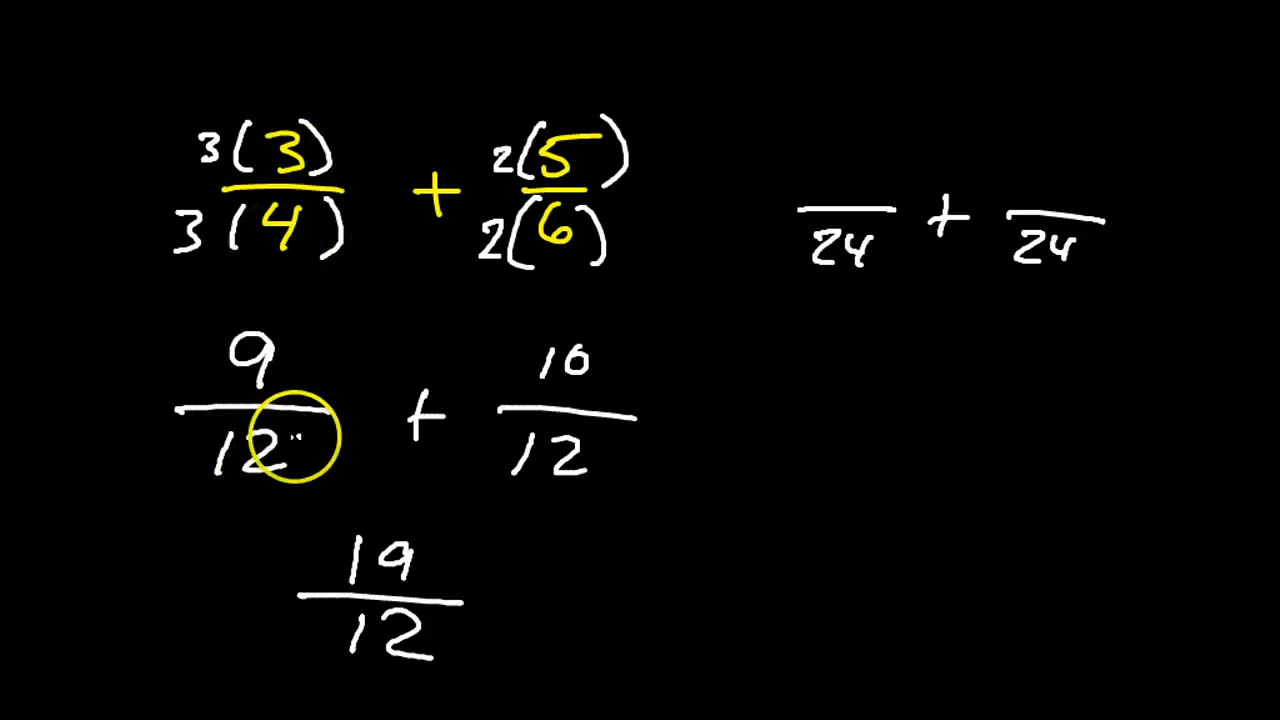 3(3) + 2(5)
3(4) 2(6)
— + —
24 24
9 + 10
12 12
19
12